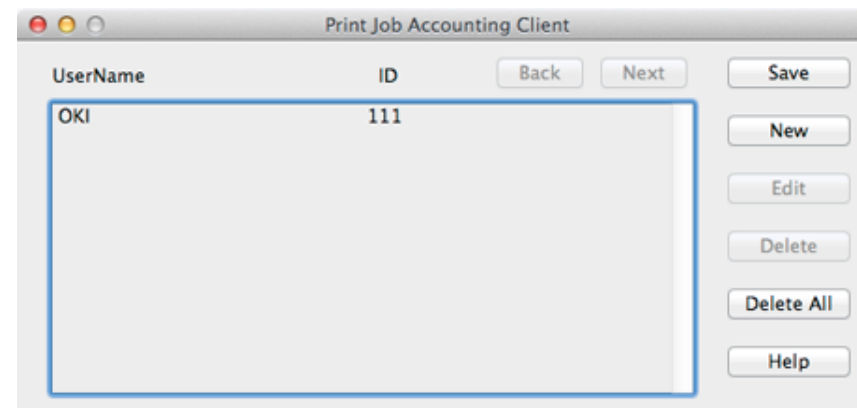 Print Job Accounting Client
UserName ID Back Next Save
OKI 111
New
Edit
Delete
Delete All
Help